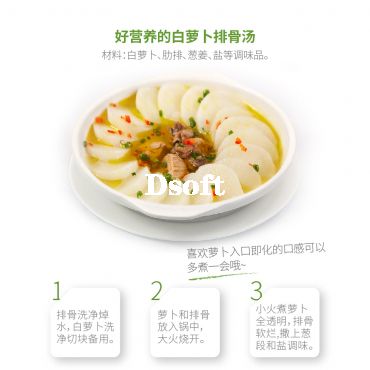 好营养的白萝卜排骨汤
材料:白萝卜、肋排、葱姜、盐等调味品。
Dsoft
喜欢萝卜入口即化的口感可以
多煮一会哦~
1
排骨洗净焯
水,白萝卜洗
净切块备用。
2
萝卜和排骨
放入锅中,
大火烧开。
3
小火煮萝卜
全透明，排骨
软烂,撒上葱
段和盐调味。